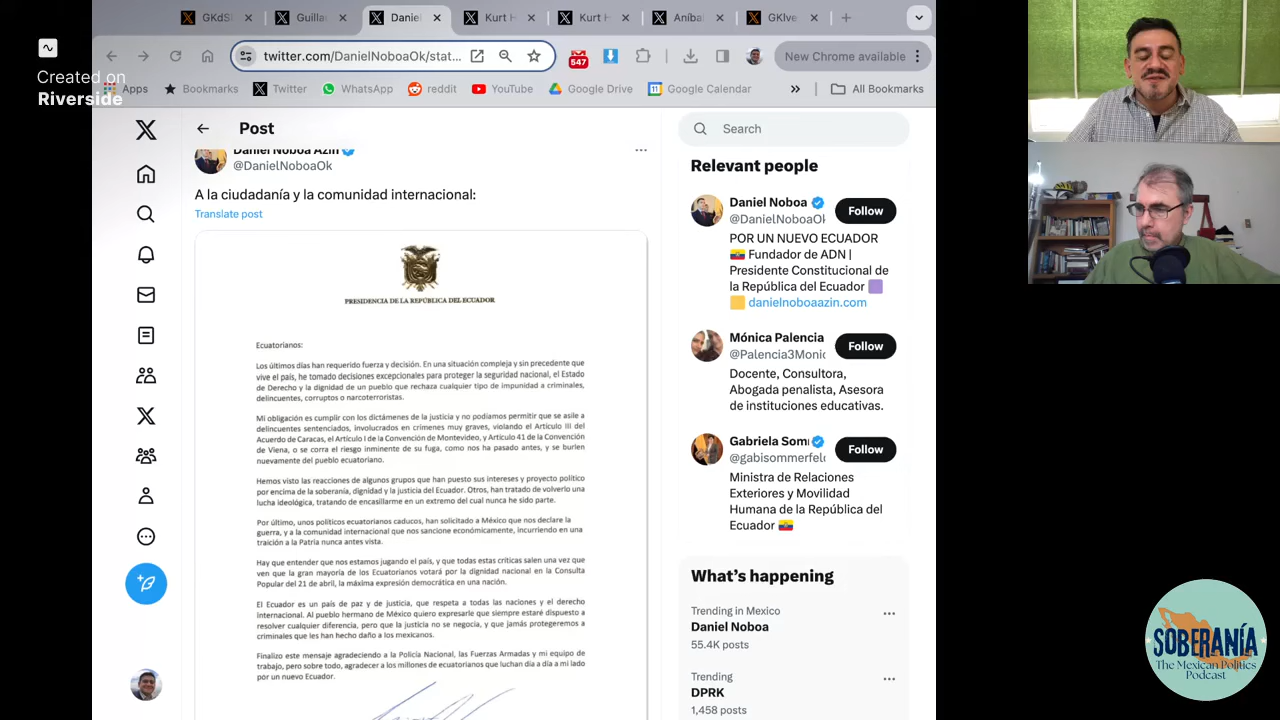 Created on
Riverside
GKdS
Guillau
Daniel
Kurt H
Kurt H
Aníbal
GKIve
twitter.com/DanielNoboaOk/stat...
547
New Chrome available
Apps
Bookmarks
Twitter
WhatsApp
reddit
YouTube
Google Drive
Google Calendar
»
All Bookmarks
Post
Search
Daniel Noboa Azin
@DanielNoboaOk
A la ciudadanía y la comunidad internacional:
Translate post
PRESIDENCIA DE LA REPÚBLICA DEL ECUADOR
Ecuatorianos:
Los últimos días han requerido fuerza y decisión. En una situación compleja y sin precedente que
vive el país, he tomado decisiones excepcionales para proteger la seguridad nacional, el Estado
de Derecho y la dignidad de un pueblo que rechaza cualquier tipo de impunidad a criminales,
delincuentes, corruptos o narcoterroristas.
Mi obligación es cumplir con los dictámenes de la justicia y no podíamos permitir que se asile a
delincuentes sentenciados, involucrados en crímenes muy graves, violando el Artículo III del
Acuerdo de Caracas, el Artículo I de la Convención de Montevideo, y Artículo 41 de la Convención
de Viena, o se corra el riesgo inminente de su fuga, como nos ha pasado antes, y se burlen
nuevamente del pueblo ecuatoriano.
Hemos visto las reacciones de algunos grupos que han puesto sus intereses y proyecto político
por encima de la soberanía, dignidad y la justicia del Ecuador. Otros, han tratado de volverlo una
lucha ideológica, tratando de encasillarme en un extremo del cual nunca he sido parte.
Por último, unos políticos ecuatorianos caducos, han solicitado a México que nos declare la
guerra, y a la comunidad internacional que nos sancione económicamente, incurriendo en una
traición a la Patria nunca antes vista.
Hay que entender que nos estamos jugando el país, y que todas estas críticas salen una vez que
ven que la gran mayoría de los Ecuatorianos votará por la dignidad nacional en la Consulta
Popular del 21 de abril, la máxima expresión democrática en una nación.
El Ecuador es un país de paz y de justicia, que respeta a todas las naciones y el derecho
internacional. Al pueblo hermano de México quiero expresarle que siempre estaré dispuesto a
resolver cualquier diferencia, pero que la justicia no se negocia, y que jamás protegeremos a
criminales que les han hecho daño a los mexicanos.
Finalizo este mensaje agradeciendo a la Policía Nacional, las Fuerzas Armadas y mi equipo de
trabajo, pero sobre todo, agradecer a los millones de ecuatorianos que luchan día a día a mi lado
por un nuevo Ecuador.
Relevant people
Daniel Noboa
@DanielNoboaOk
Follow
POR UN NUEVO ECUADOR
🇪🇨 Fundador de ADN |
Presidente Constitucional de
la República del Ecuador 🟪
🟨 danielnoboaazin.com
Mónica Palencia
@Palencia3Monic
Follow
Docente, Consultora,
Abogada penalista, Asesora
de instituciones educativas.
Gabriela Som
@gabisommerfel
Follow
Ministra de Relaciones
Exteriores y Movilidad
Humana de la República del
Ecuador 🇪🇨
What's happening
Trending in Mexico
Daniel Noboa
55.4K posts
Trending
DPRK
1,458 posts
SOBERANÍA
The Mexican Politics
Podcast